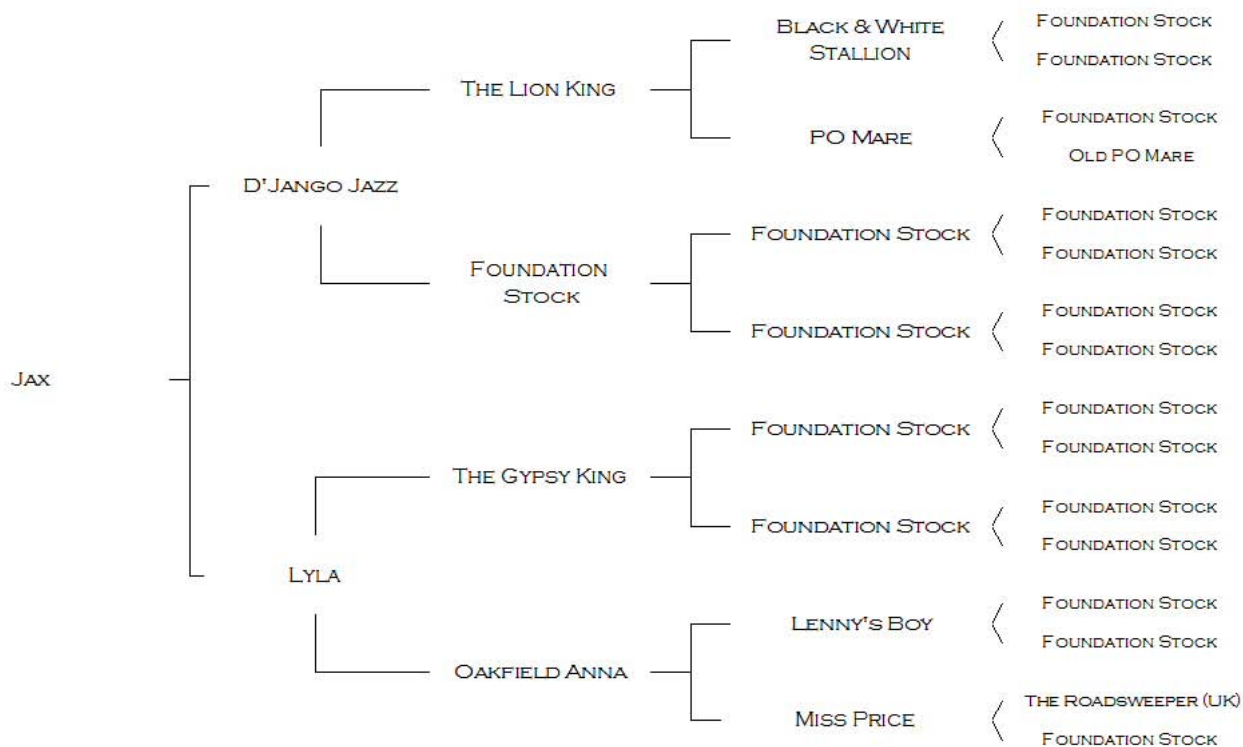 Black & White
Stallion
Foundation Stock
Foundation Stock
The Lion King
PO Mare
Foundation Stock
Old PO Mare
D'Jango Jazz
Foundation
Stock
Foundation Stock
Foundation Stock
Foundation Stock
Foundation Stock
Foundation Stock
Foundation Stock
Jax
The Gypsy King
Foundation Stock
Foundation Stock
Foundation Stock
Foundation Stock
Foundation Stock
Foundation Stock
Lyla
Oakfield Anna
Lenny's Boy
Foundation Stock
Foundation Stock
Miss Price
The Roadsweeper (UK)
Foundation Stock